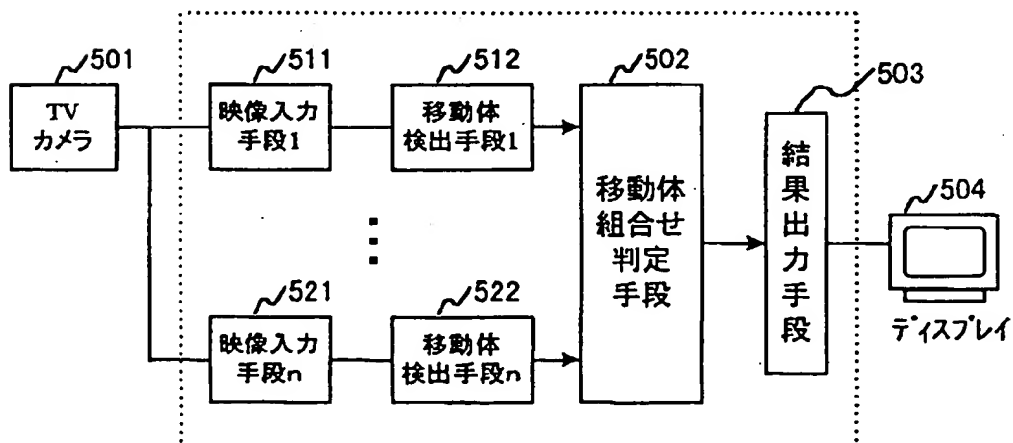 501
TV
カメラ
511
映像入力
手段1
512
移動体
検出手段1
502
移動体
組合せ
判定
手段
503
結果出力手段
504
ディスプレイ
521
映像入力
手段n
522
移動体
検出手段n